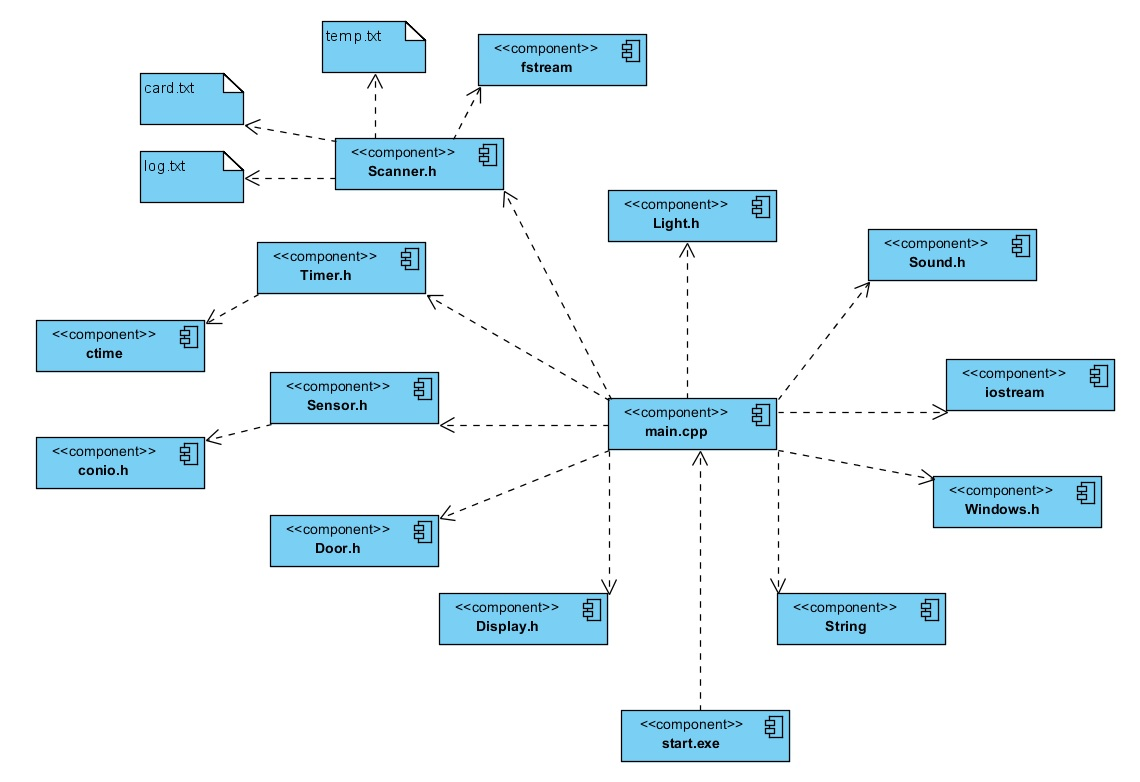 temp.txt
<<component>>
fstream
card.txt
<<component>>
Scanner.h
log.txt
<<component>>
Light.h
<<component>>
Sound.h
<<component>>
Timer.h
<<component>>
ctime
<<component>>
iostream
<<component>>
Sensor.h
<<component>>
main.cpp
<<component>>
conio.h
<<component>>
Windows.h
<<component>>
Door.h
<<component>>
Display.h
<<component>>
String
<<component>>
start.exe